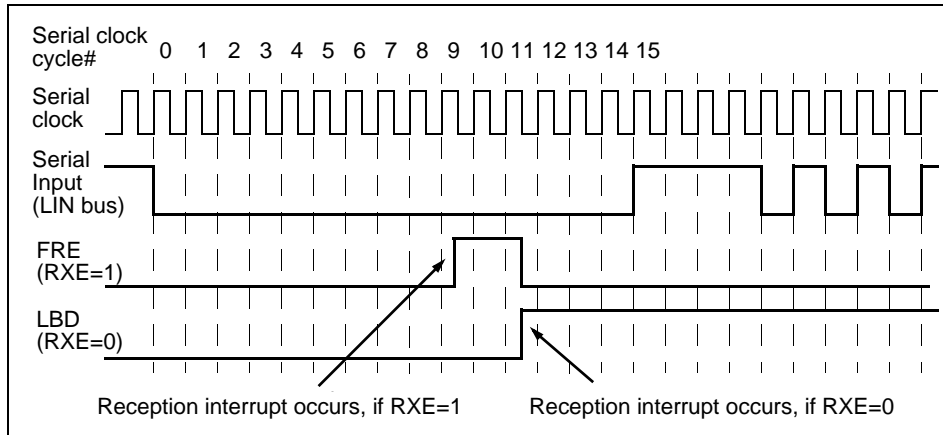 Serial clock
cycle#
0 1 2 3 4 5 6 7 8 9 10 11 12 13 14 15
Serial
clock
Serial
Input
(LIN bus)
FRE
(RXE=1)
LBD
(RXE=0)
Reception interrupt occurs, if RXE=1
Reception interrupt occurs, if RXE=0